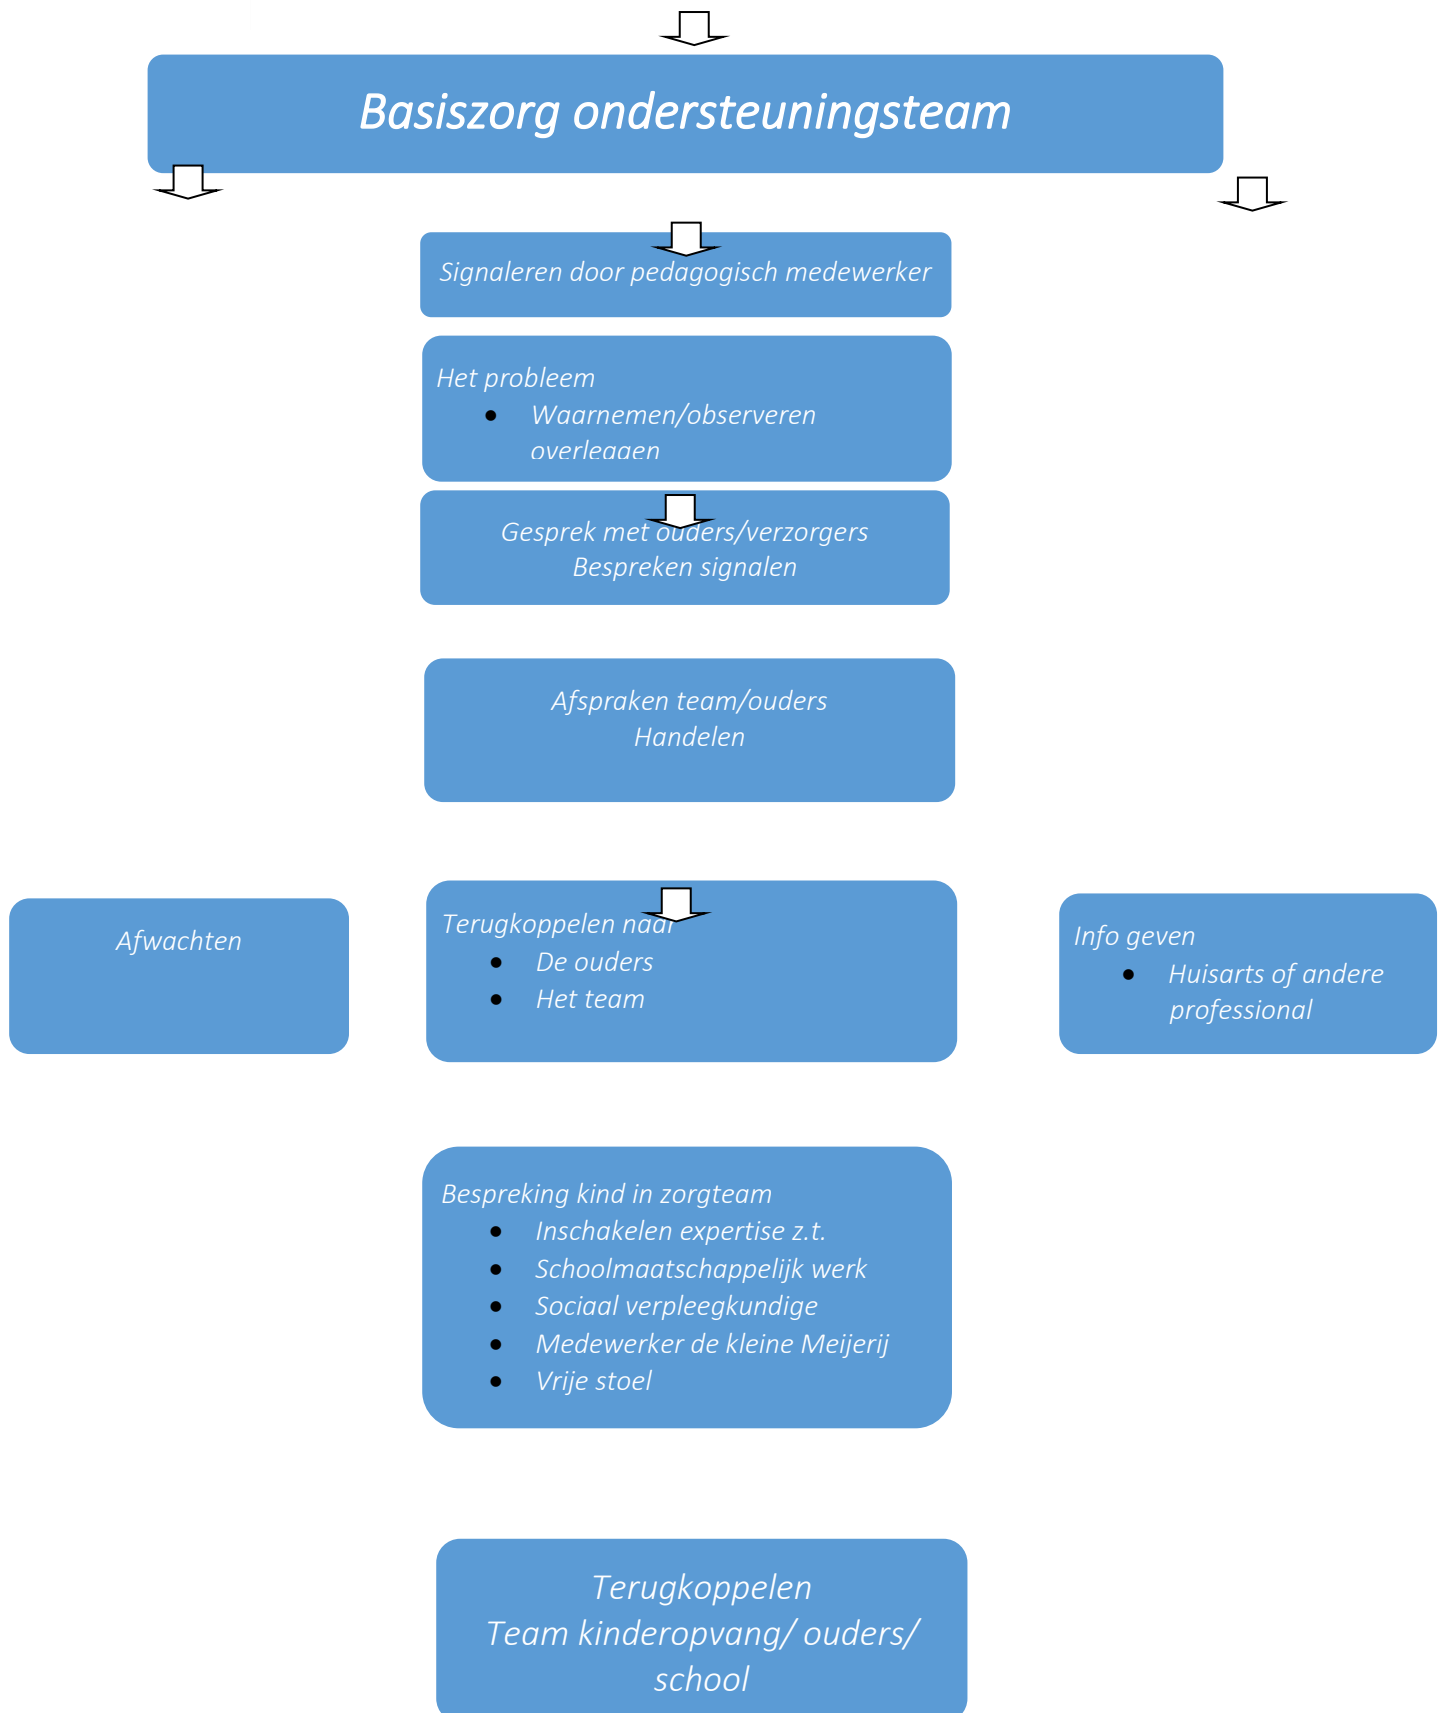 Basiszorg ondersteuningsteam
Signaleren door pedagogisch medewerker
Het probleem
• Waarnemen/observeren
overleggen
Gesprek met ouders/verzorgers
Bespreken signalen
Afspraken team/ouders
Handelen
Afwachten
Terugkoppelen naar
• De ouders
• Het team
Info geven
• Huisarts of andere
professional
Bespreking kind in zorgteam
• Inschakelen expertise z.t.
• Schoolmaatschappelijk werk
• Sociaal verpleegkundige
• Medewerker de kleine Meijerij
• Vrije stoel
Terugkoppelen
Team kinderopvang/ ouders/
school